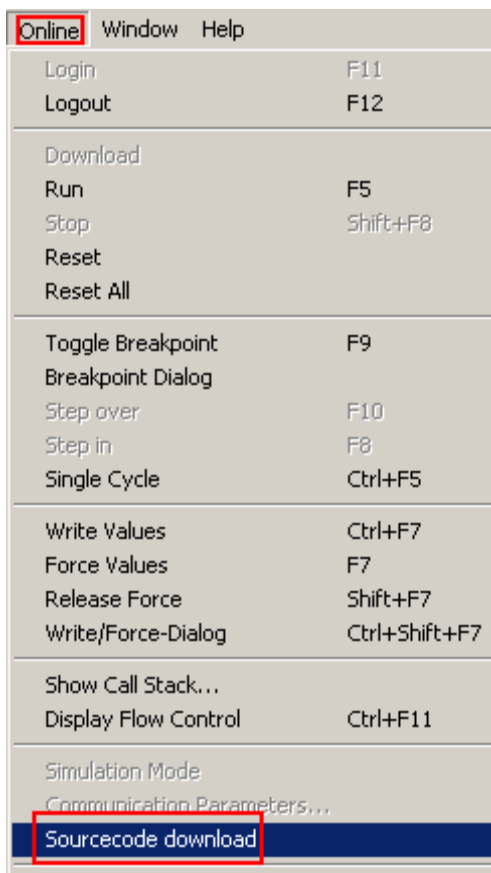 Online Window Help
Login F11
Logout F12
Download
Run F5
Stop Shift+F8
Reset
Reset All
Toggle Breakpoint F9
Breakpoint Dialog
Step over F10
Step in F8
Single Cycle Ctrl+F5
Write Values Ctrl+F7
Force Values F7
Release Force Shift+F7
Write/Force-Dialog Ctrl+Shift+F7
Show Call Stack...
Display Flow Control Ctrl+F11
Simulation Mode
Communication Parameters...
Sourcecode download